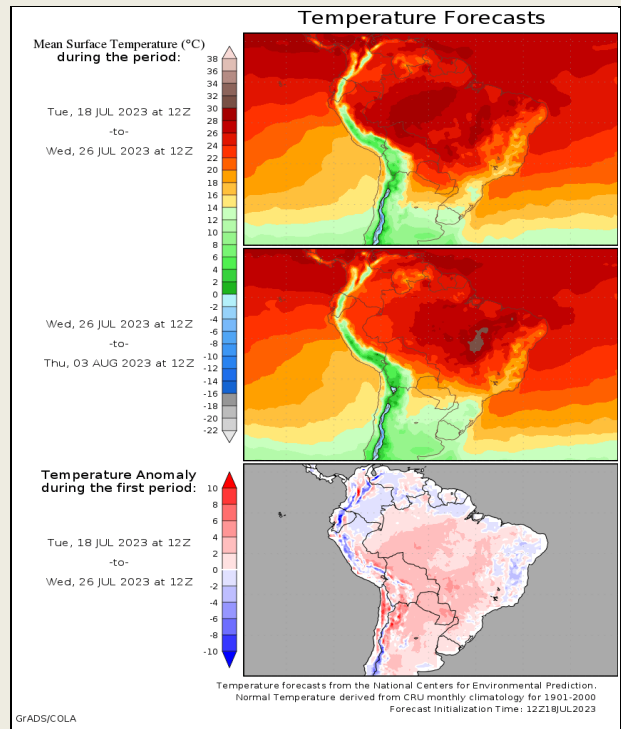 Temperature Forecasts
Mean Surface Temperature (°C)
during the period:
38
36
34
32
30
28
26
24
22
20
18
16
14
12
10
8
6
4
2
0
-2
-4
-6
-8
-10
-12
-14
-16
-18
-20
-22
Tue, 18 JUL 2023 at 12Z
-to-
Wed, 26 JUL 2023 at 12Z
Wed, 26 JUL 2023 at 12Z
-to-
Thu, 03 AUG 2023 at 12Z
Temperature Anomaly
during the first period:
10
8
6
4
2
0
-2
-4
-6
-8
-10
Tue, 18 JUL 2023 at 12Z
-to-
Wed, 26 JUL 2023 at 12Z
Temperature forecasts from the National Centers for Environmental Prediction.
Normal Temperature derived from CRU monthly climatology for 1901-2000
Forecast Initialization Time: 12Z18JUL2023
GrADS/COLA